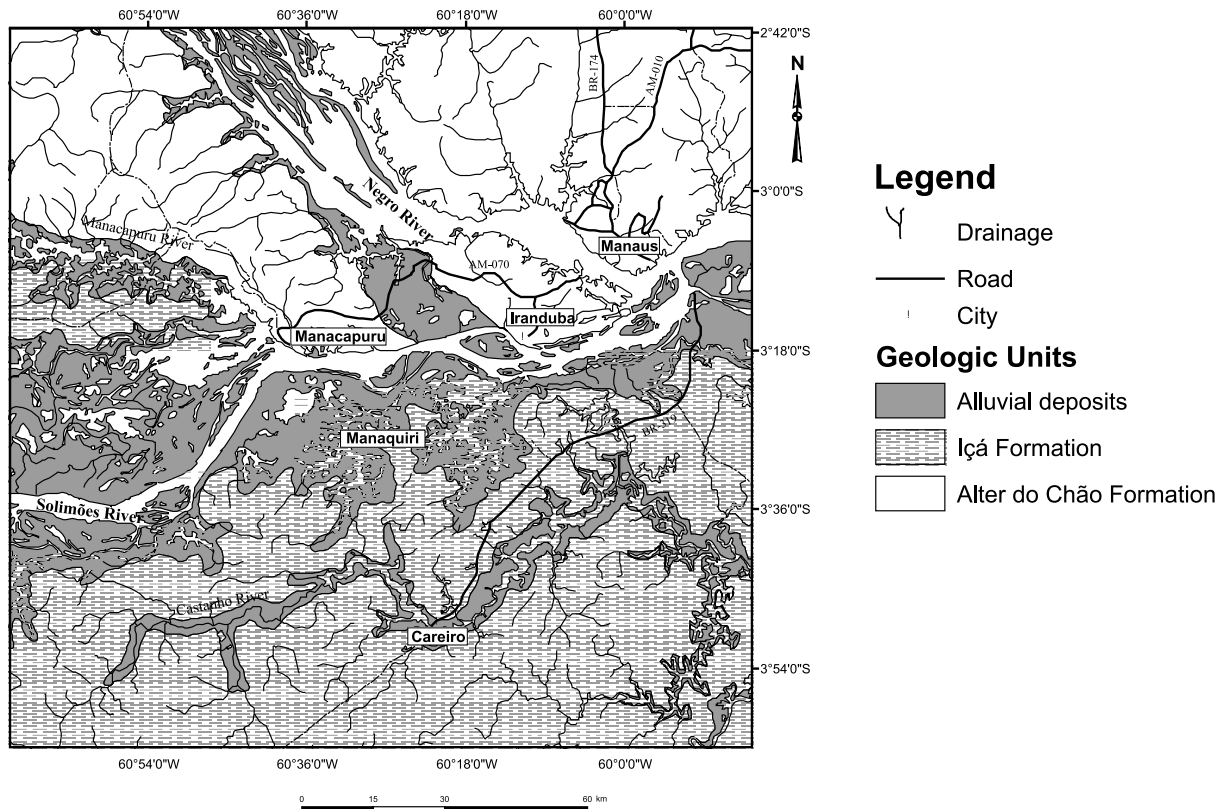 60°54'0"W 60°36'0"W 60°18'0"W 60°0'0"W
2°42'0"S
N
BR-174
AM-010
3°0'0"S
Negro River
Manacapuru River
Manaus
AM-070
Iranduba
Manacapuru
3°18'0"S
Manaquiri
Solimões River
3°36'0"S
Castanho River
Careiro
3°54'0"S
60°54'0"W 60°36'0"W 60°18'0"W 60°0'0"W
0 15 30 60 km
Legend
Drainage
Road
City
Geologic Units
Alluvial deposits
Içá Formation
Alter do Chão Formation